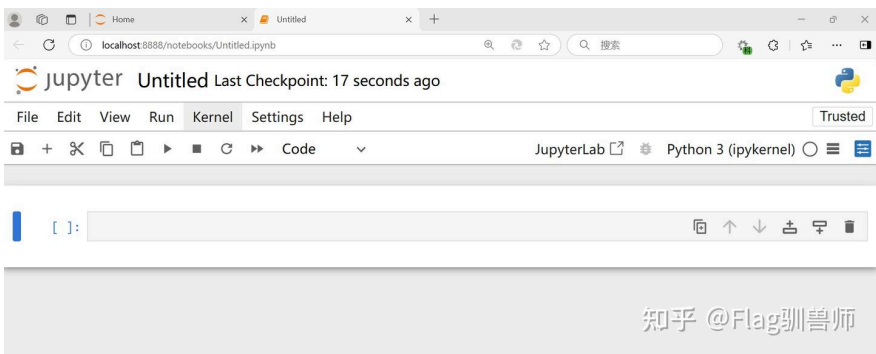 Home Untitled
localhost:8888/notebooks/Untitled.ipynb 搜索
jupyter Untitled Last Checkpoint: 17 seconds ago
File Edit View Run Kernel Settings Help Trusted
Code JupyterLab Python 3 (ipykernel)
[ ]:
知乎 @Flag驯兽师